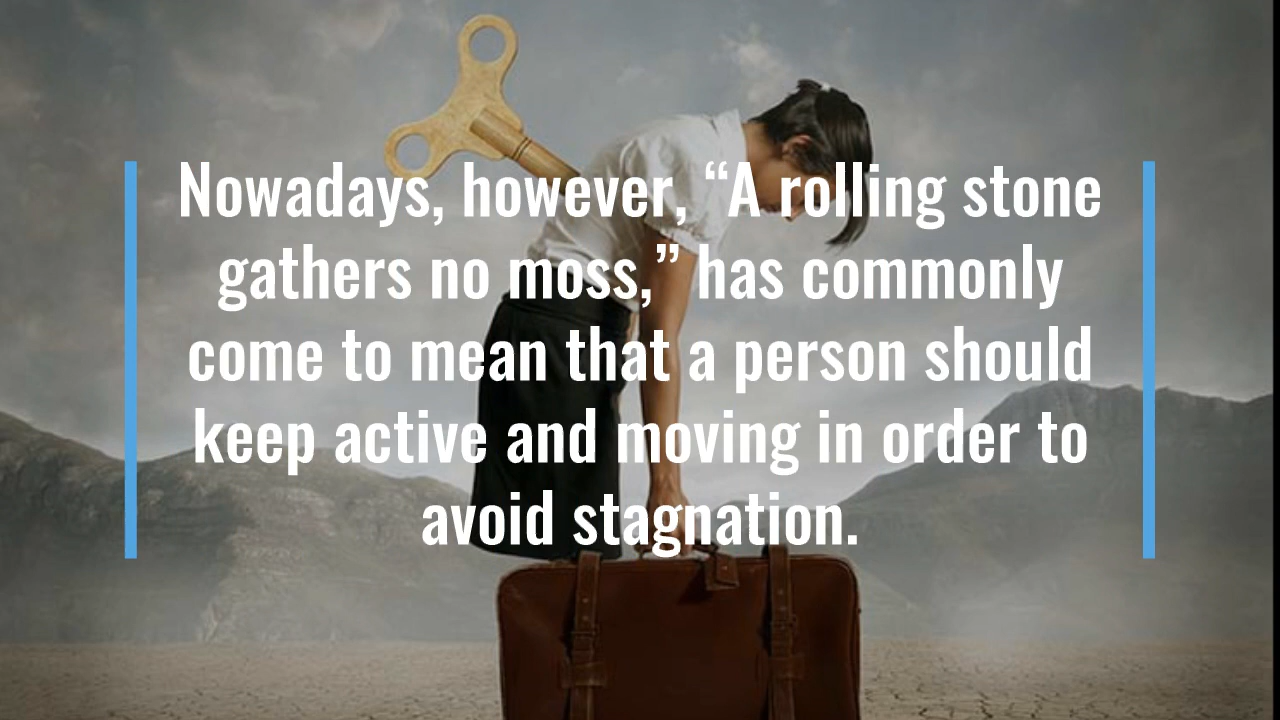 Nowadays, however, “A rolling stone
gathers no moss,” has commonly
come to mean that a person should
keep active and moving in order to
avoid stagnation.